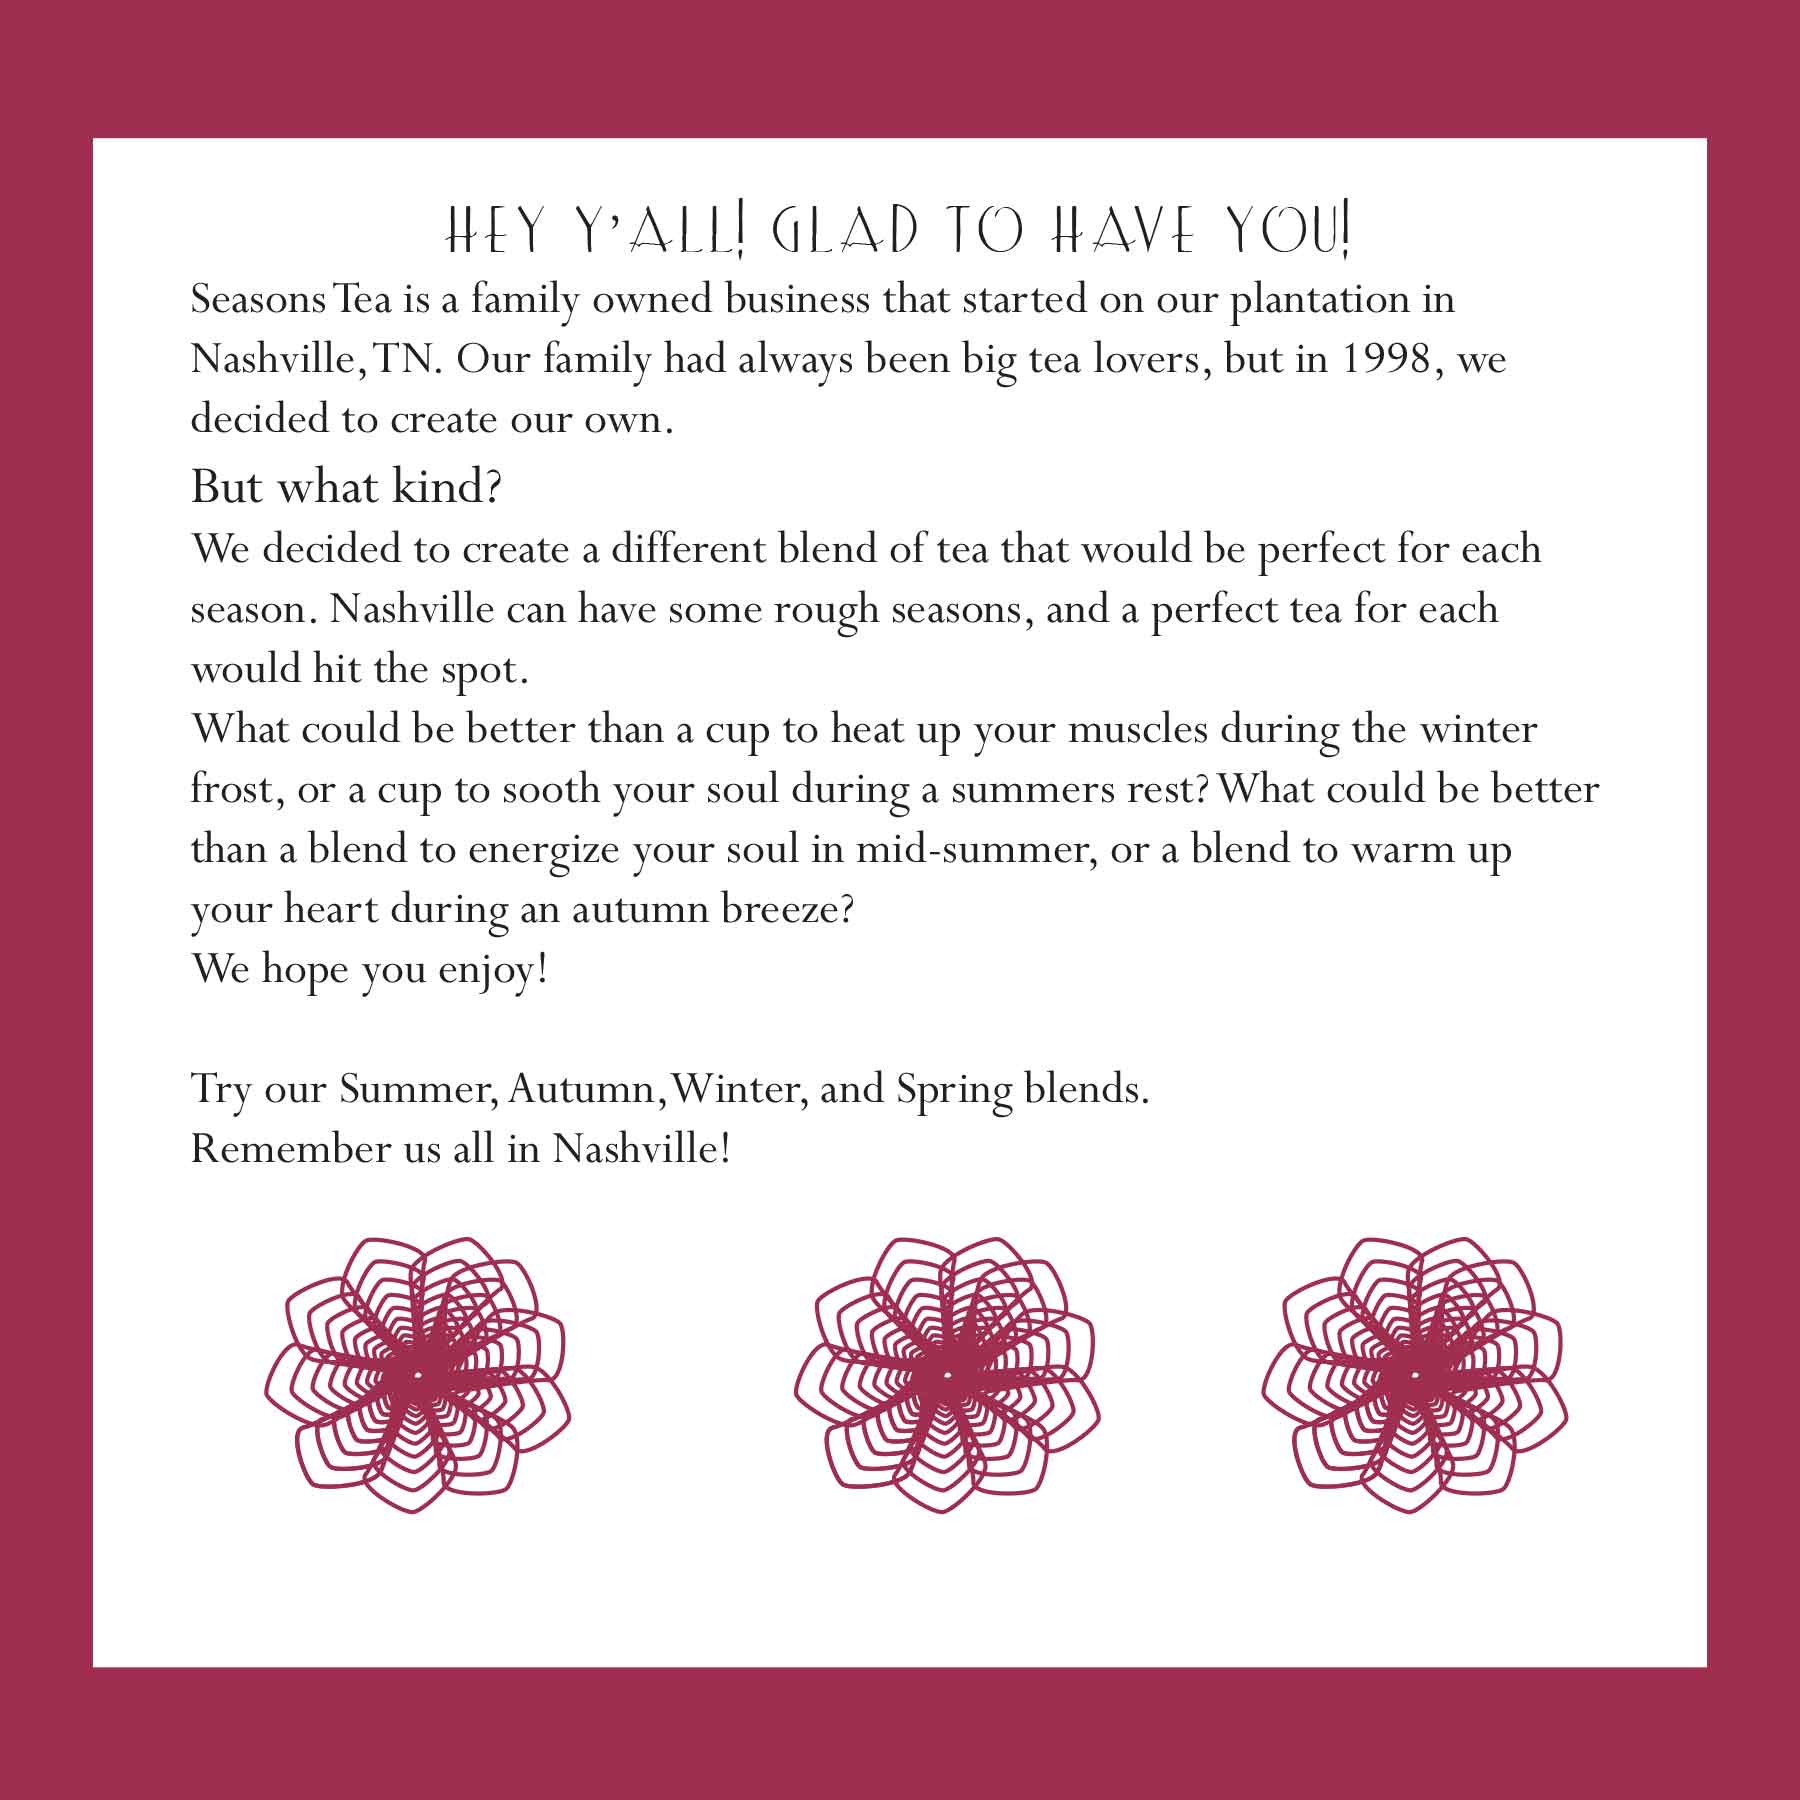 HEY Y'ALL! GLAD TO HAVE YOU!
Seasons Tea is a family owned business that started on our plantation in
Nashville, TN. Our family had always been big tea lovers, but in 1998, we
decided to create our own.
But what kind?
We decided to create a different blend of tea that would be perfect for each
season. Nashville can have some rough seasons, and a perfect tea for each
would hit the spot.
What could be better than a cup to heat up your muscles during the winter
frost, or a cup to sooth your soul during a summers rest? What could be better
than a blend to energize your soul in mid-summer, or a blend to warm up
your heart during an autumn breeze?
We hope you enjoy!
Try our Summer, Autumn, Winter, and Spring blends.
Remember us all in Nashville!